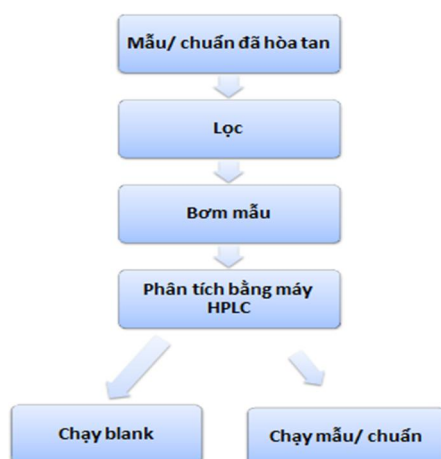 Mẫu/ chuẩn đã hòa tan
Lọc
Bơm mẫu
Phân tích bằng máy
HPLC
Chạy blank
Chạy mẫu/ chuẩn